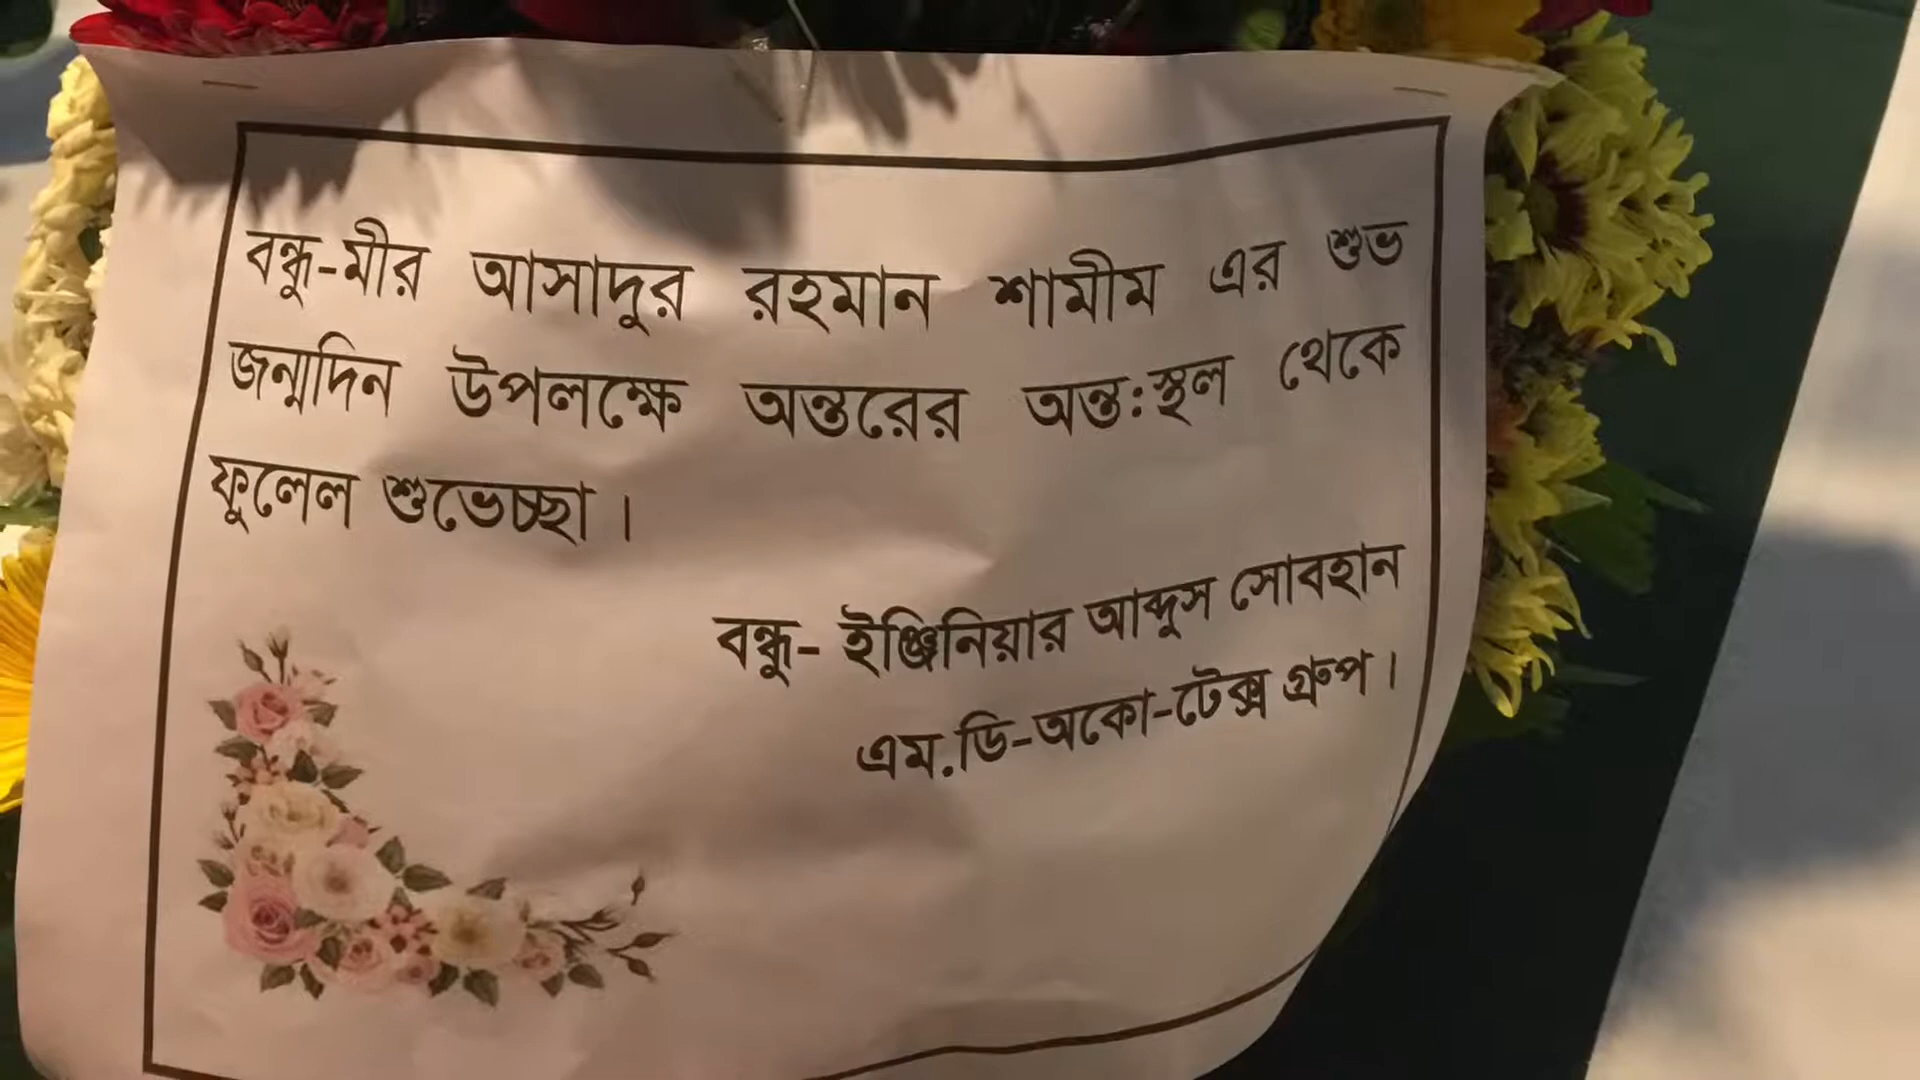 বন্ধু-মীর আসাদুর রহমান শামীম এর শুভ
জন্মদিন উপলক্ষে অন্তরের অন্ত:স্থল থেকে
ফুলেল শুভেচ্ছা।
বন্ধু- ইঞ্জিনিয়ার আব্দুস সোবহান
এম.ডি-অকো-টেক্স গ্রুপ।